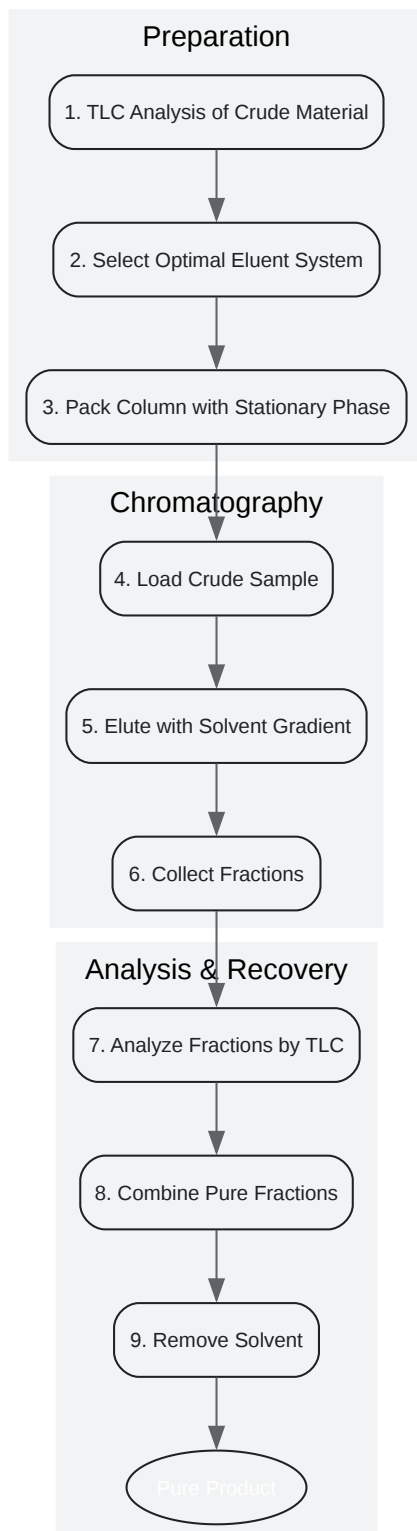 Preparation
1. TLC Analysis of Crude Material
2. Select Optimal Eluent System
3. Pack Column with Stationary Phase
Chromatography
4. Load Crude Sample
5. Elute with Solvent Gradient
6. Collect Fractions
Analysis & Recovery
7. Analyze Fractions by TLC
8. Combine Pure Fractions
9. Remove Solvent
Pure Product